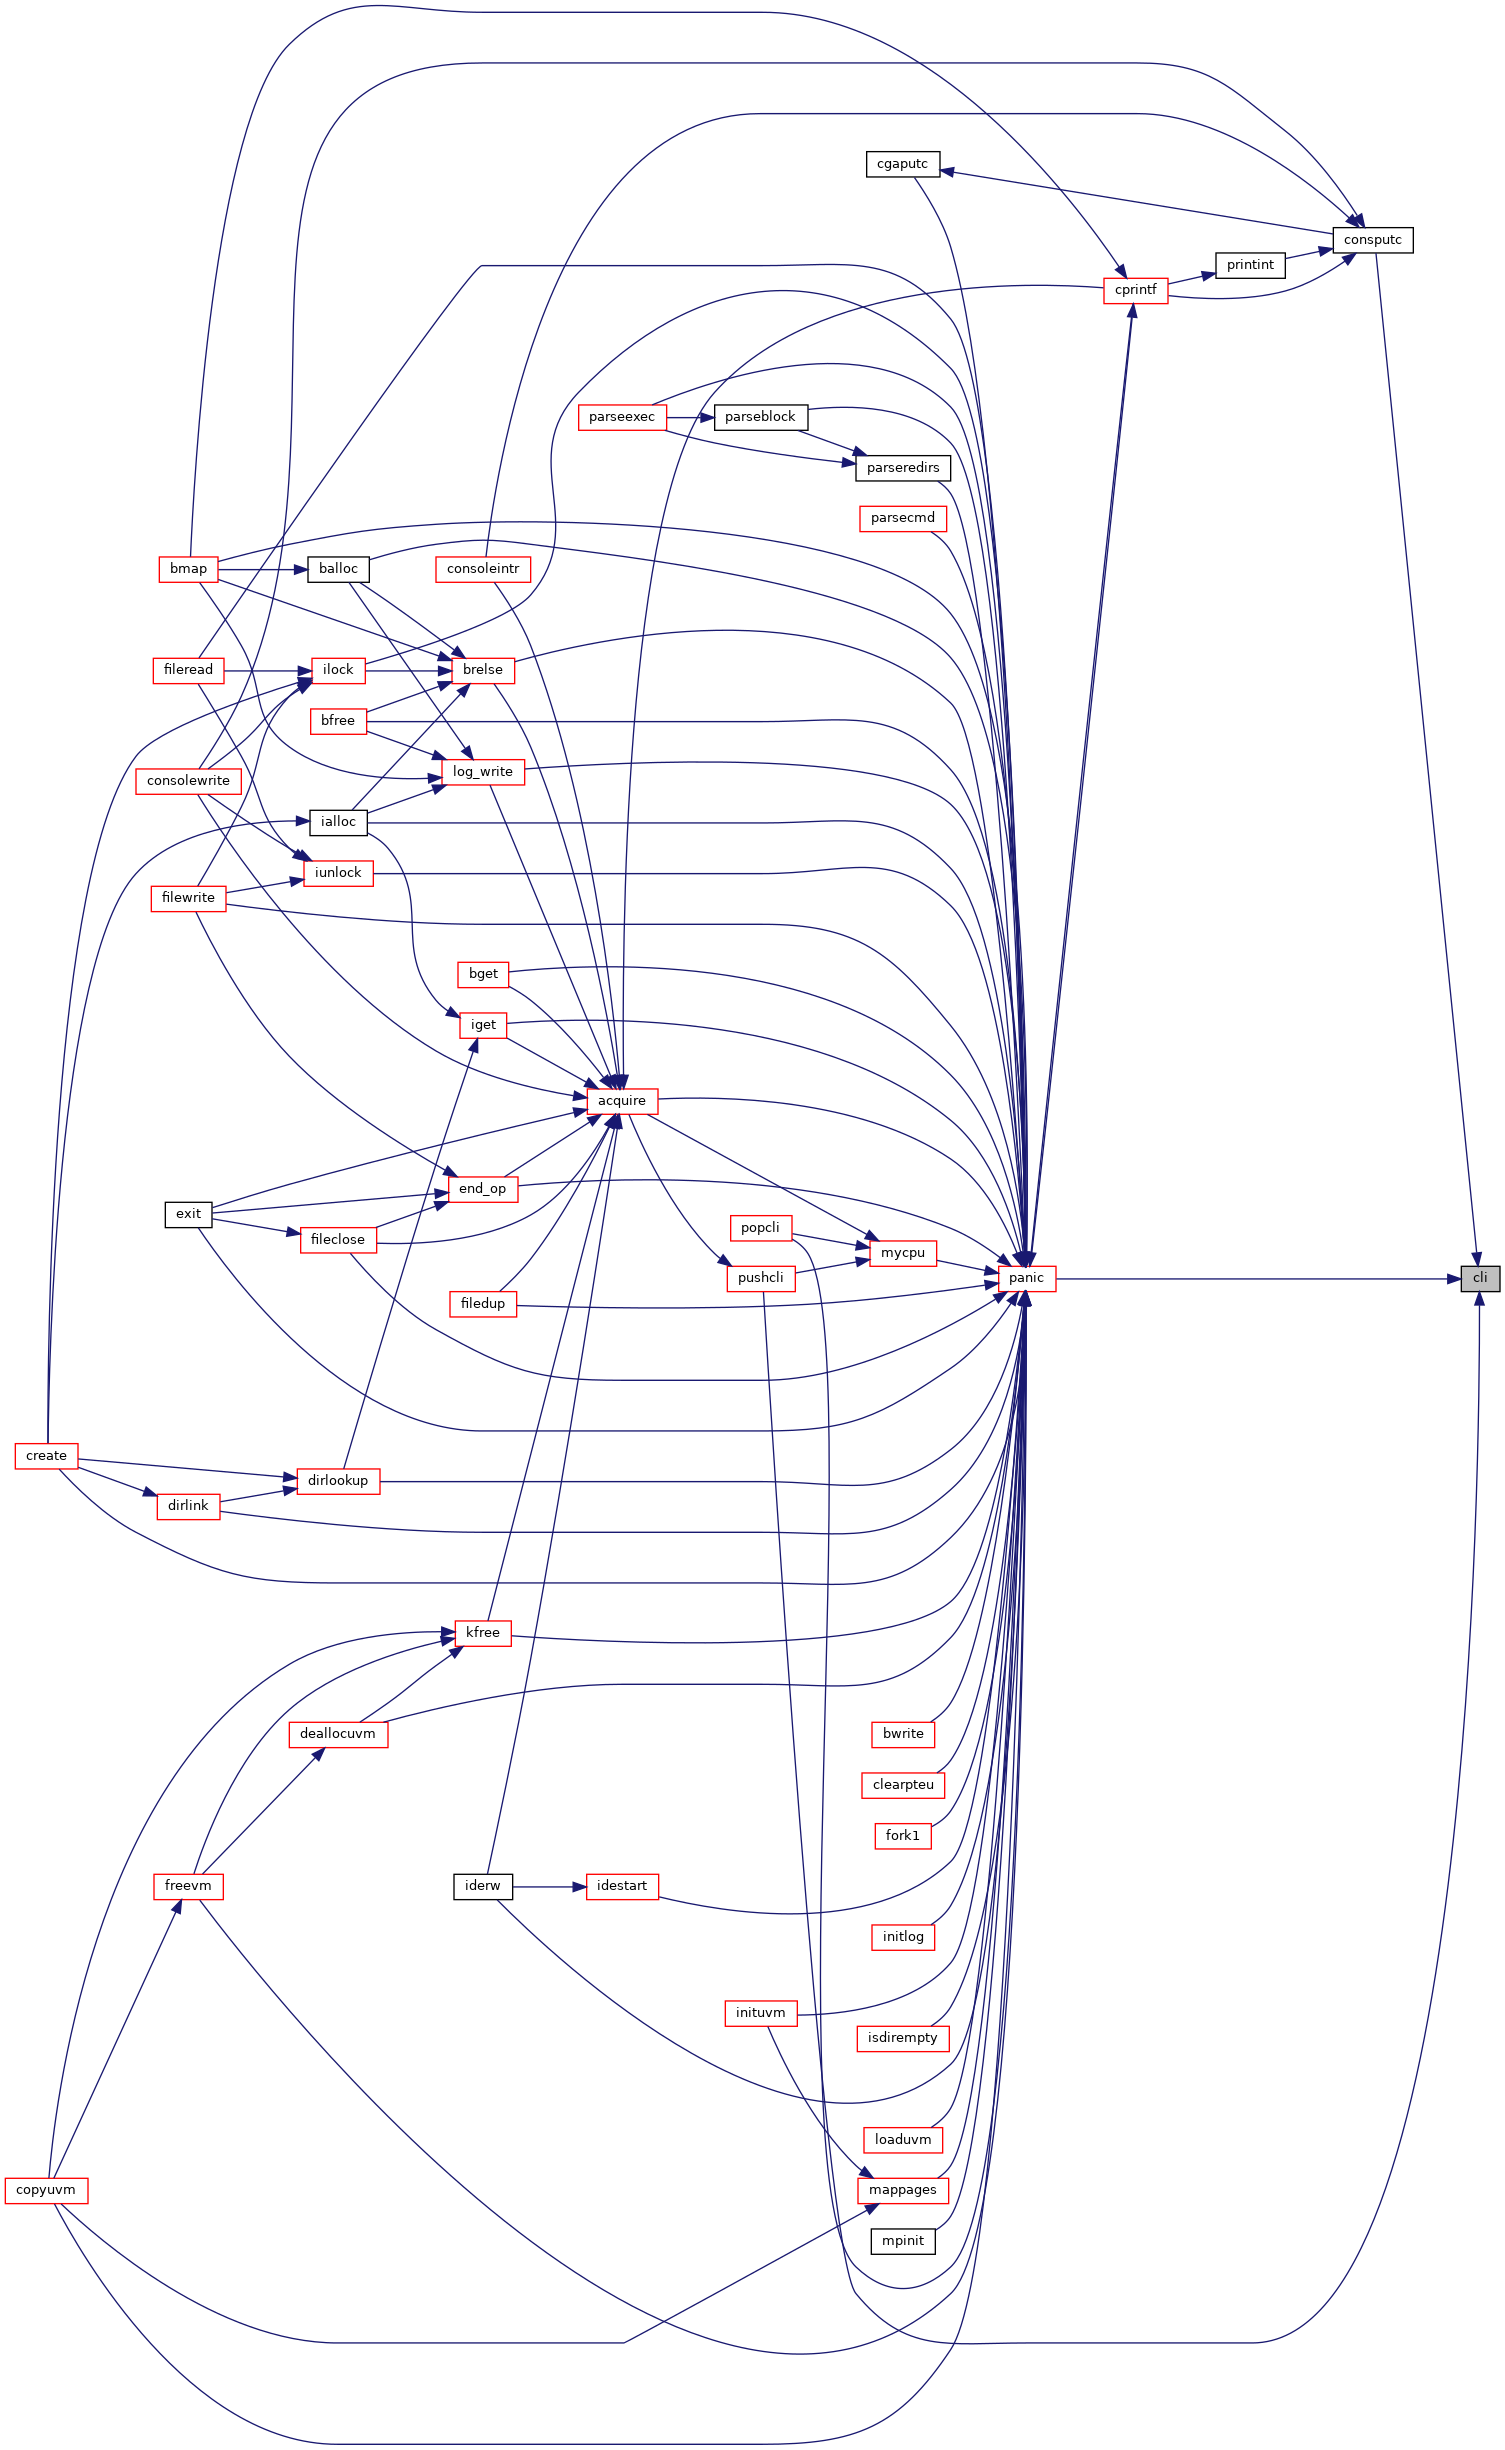 cgaputc
consputc
printint
cprintf
parseexec
parseblock
parseredirs
parsecmd
bmap
balloc
consoleintr
fileread
ilock
brelse
bfree
consolewrite
log_write
ialloc
iunlock
filewrite
bget
iget
acquire
end_op
exit
popcli
fileclose
mycpu
pushcli
panic
cli
filedup
create
dirlookup
dirlink
kfree
deallocuvm
bwrite
clearpteu
fork1
freevm
iderw
idestart
initlog
inituvm
isdirempty
loaduvm
copyuvm
mappages
mpinit